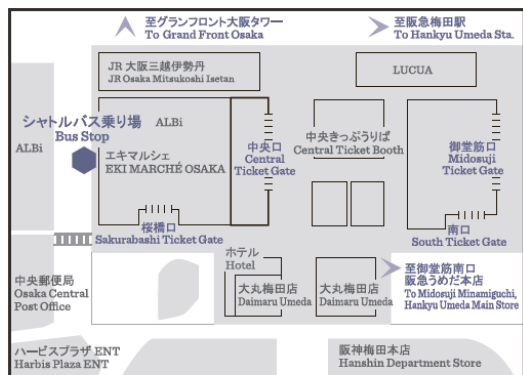 至グランフロント大阪タワー
To Grand Front Osaka
至阪急梅田駅
To Hankyu Umeda Sta.
JR 大阪三越伊勢丹
JR Osaka Mitsukoshi Isetan
LUCUA
シャトルバス乗り場
Bus Stop
ALBi
ALBi
エキマルシェ
EKI MARCHÉ OSAKA
中央口
Central
Ticket Gate
中央きっぷうりば
Central Ticket Booth
御堂筋口
Midosuji
Ticket Gate
桜橋口
Sakurabashi Ticket Gate
南口
South Ticket Gate
ホテル
Hotel
中央郵便局
Osaka Central
Post Office
大丸梅田店
Daimaru Umeda
大丸梅田店
Daimaru Umeda
至御堂筋南口
阪急うめだ本店
To Midosuji Minamiguchi,
Hankyu Umeda Main Store
ハービスプラザ ENT
Harbis Plaza ENT
阪神梅田本店
Hanshin Department Store